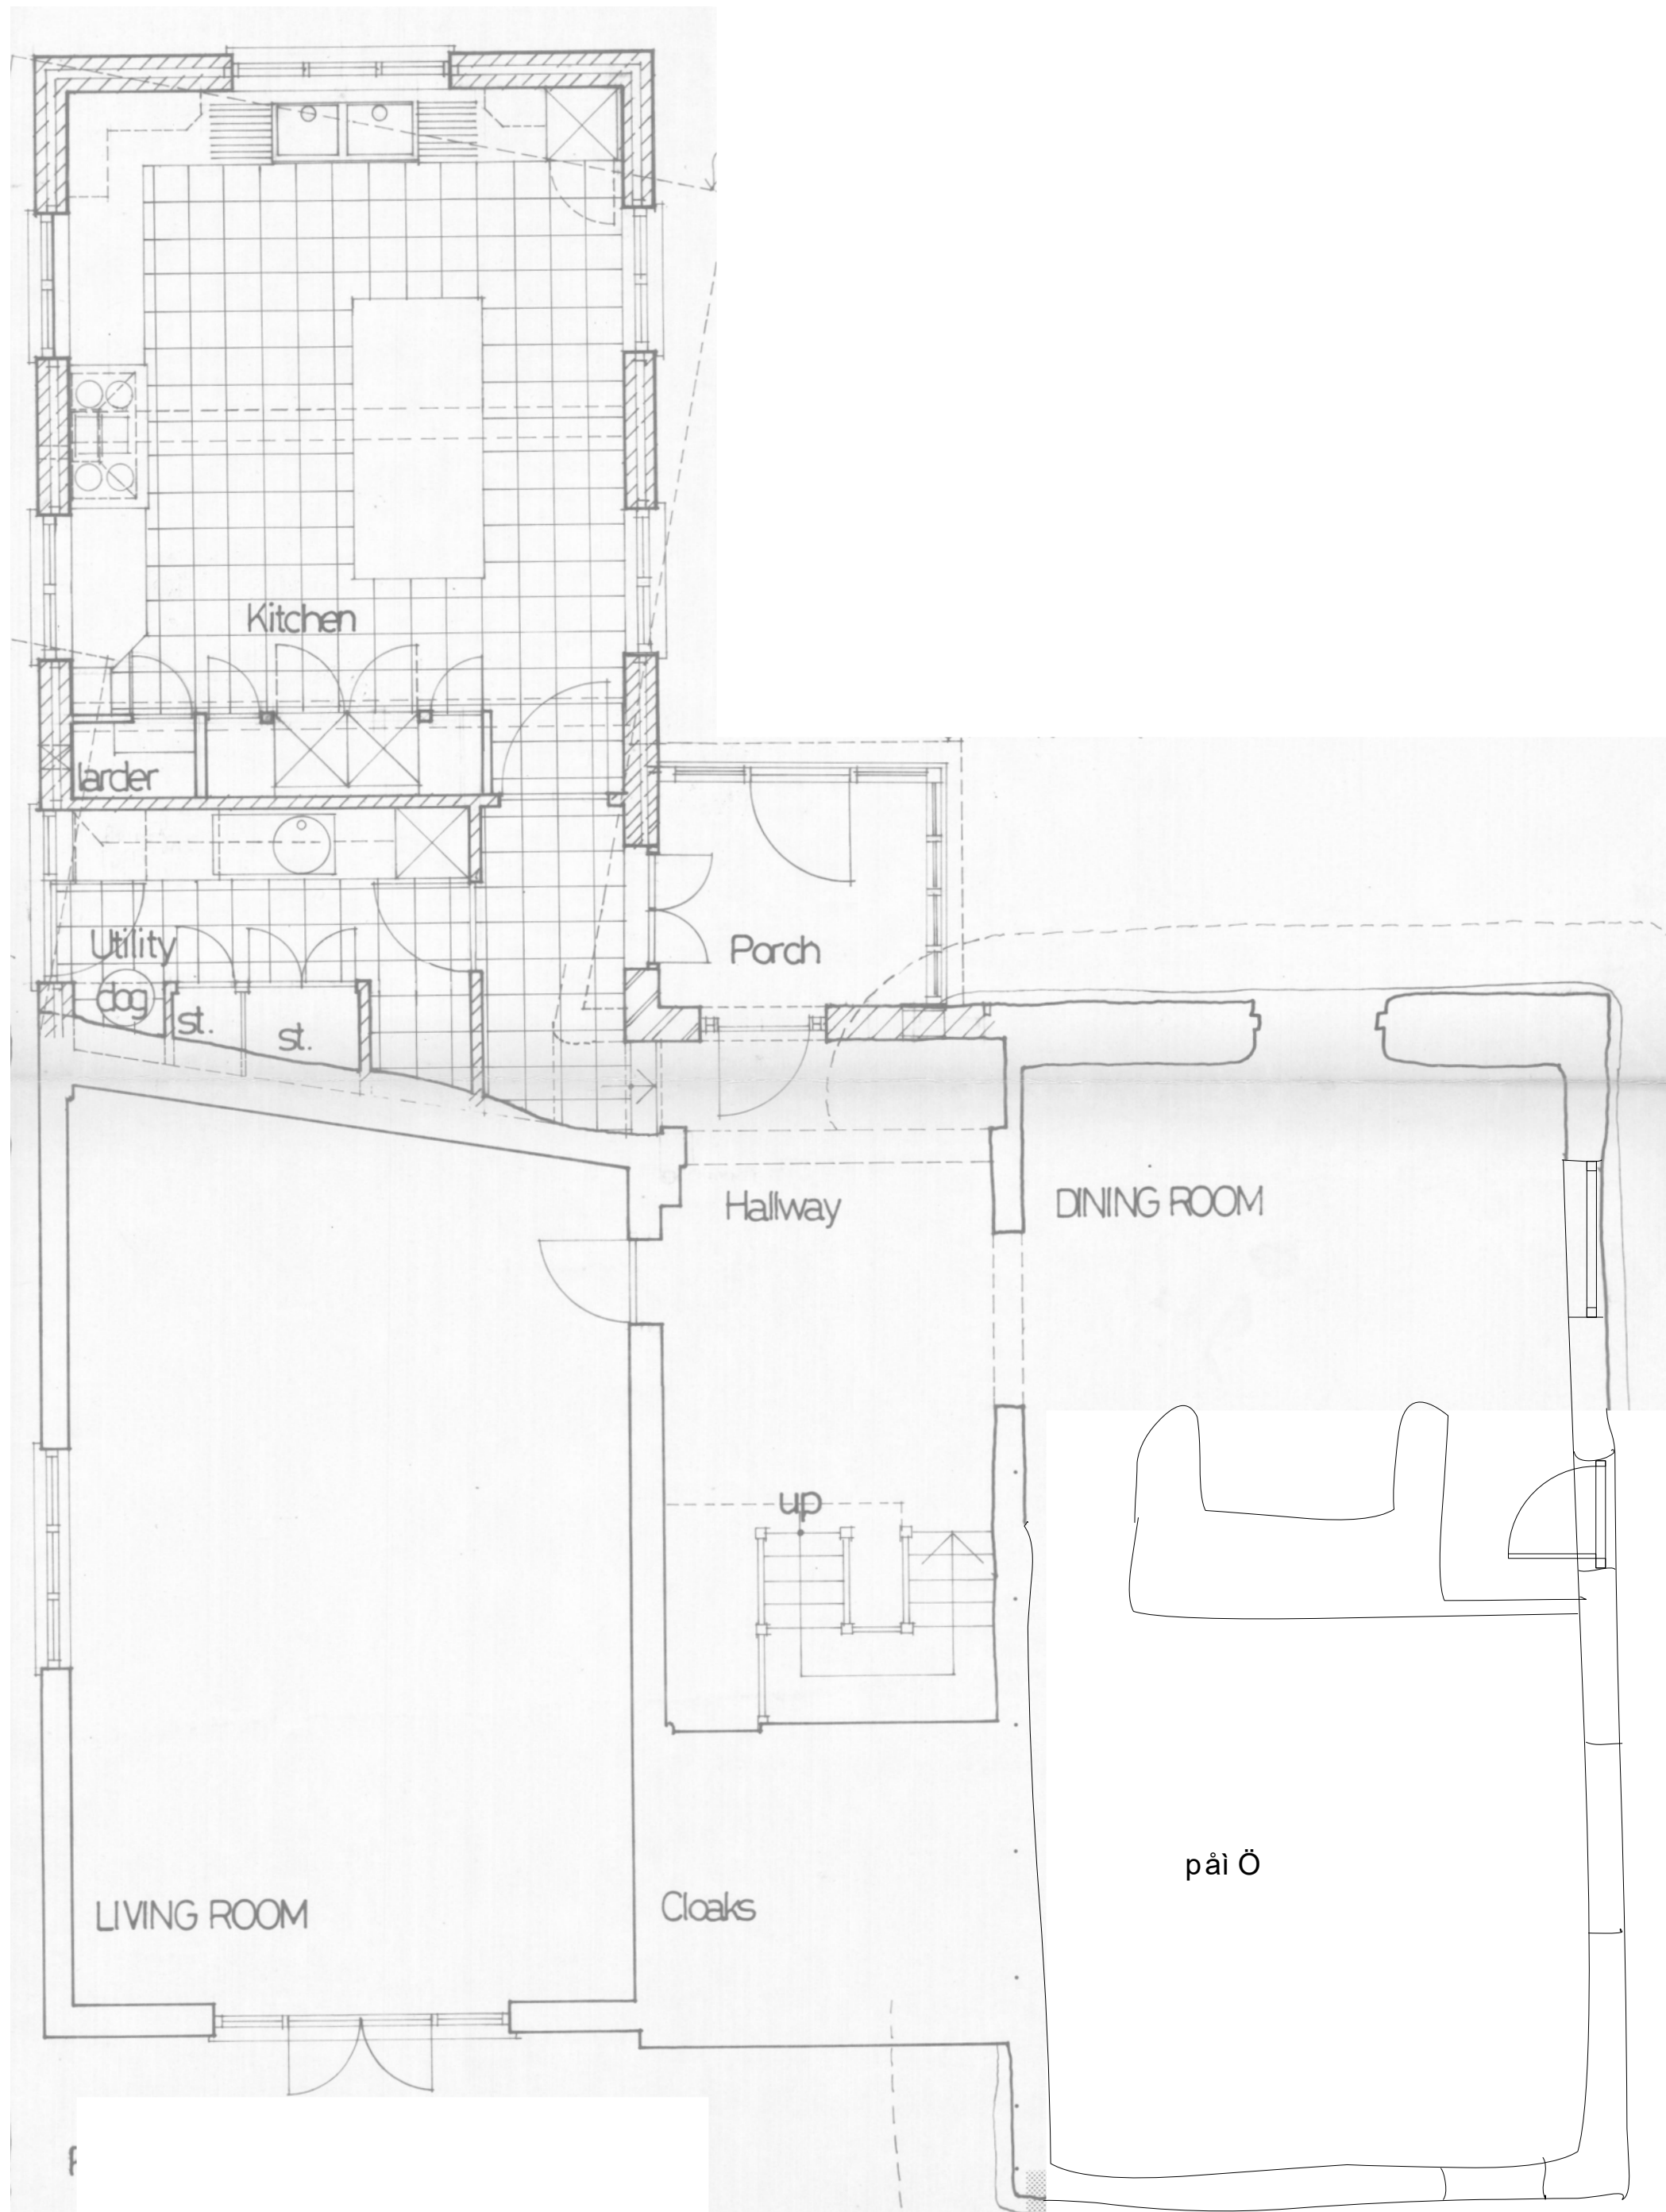 Kitchen
larder
Utility
Porch
dog
st.
st.
Hallway
DINING ROOM
up
påì Ö
LIVING ROOM
Cloaks